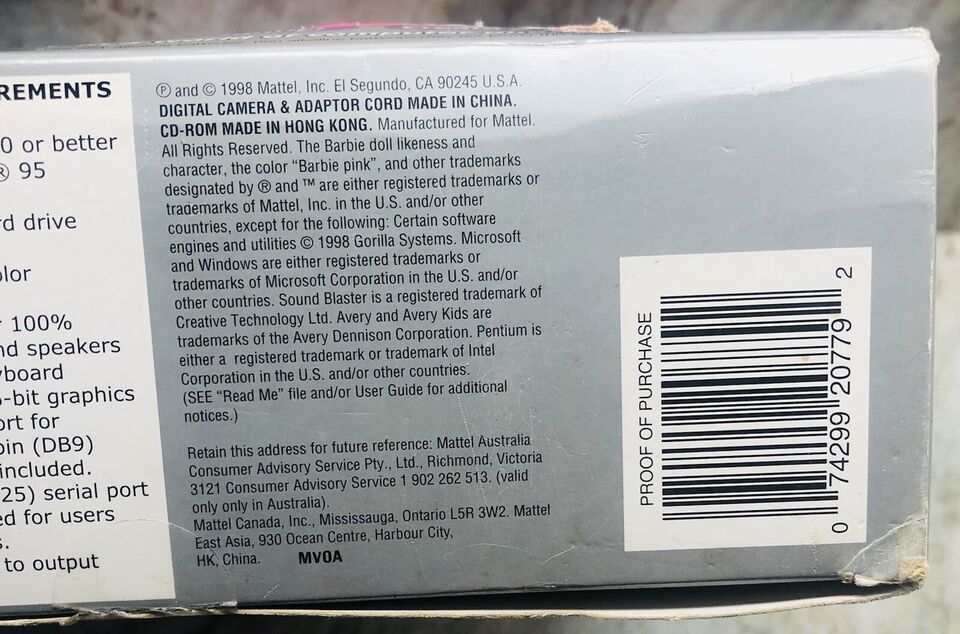 REMENTS
0 or better
® 95
rd drive
olor
100%
nd speakers
yboard
-bit graphics
ort for
pin (DB9)
included.
25) serial port
ed for users
s.
to output
Ⓟ and © 1998 Mattel, Inc. El Segundo, CA 90245 U.S.A.
DIGITAL CAMERA & ADAPTOR CORD MADE IN CHINA.
CD-ROM MADE IN HONG KONG. Manufactured for Mattel.
All Rights Reserved. The Barbie doll likeness and
character, the color "Barbie pink", and other trademarks
designated by ® and ™ are either registered trademarks or
trademarks of Mattel, Inc. in the U.S. and/or other
countries, except for the following: Certain software
engines and utilities © 1998 Gorilla Systems. Microsoft
and Windows are either registered trademarks or
trademarks of Microsoft Corporation in the U.S. and/or
other countries. Sound Blaster is a registered trademark of
Creative Technology Ltd. Avery and Avery Kids are
trademarks of the Avery Dennison Corporation. Pentium is
either a registered trademark or trademark of Intel
Corporation in the U.S. and/or other countries.
(SEE "Read Me" file and/or User Guide for additional
notices.)
Retain this address for future reference: Mattel Australia
Consumer Advisory Service Pty., Ltd., Richmond, Victoria
3121 Consumer Advisory Service 1 902 262 513. (valid
only only in Australia).
Mattel Canada, Inc., Mississauga, Ontario L5R 3W2. Mattel
East Asia, 930 Ocean Centre, Harbour City,
HK, China. MVOA
PROOF OF PURCHASE
0 74299 20779 2